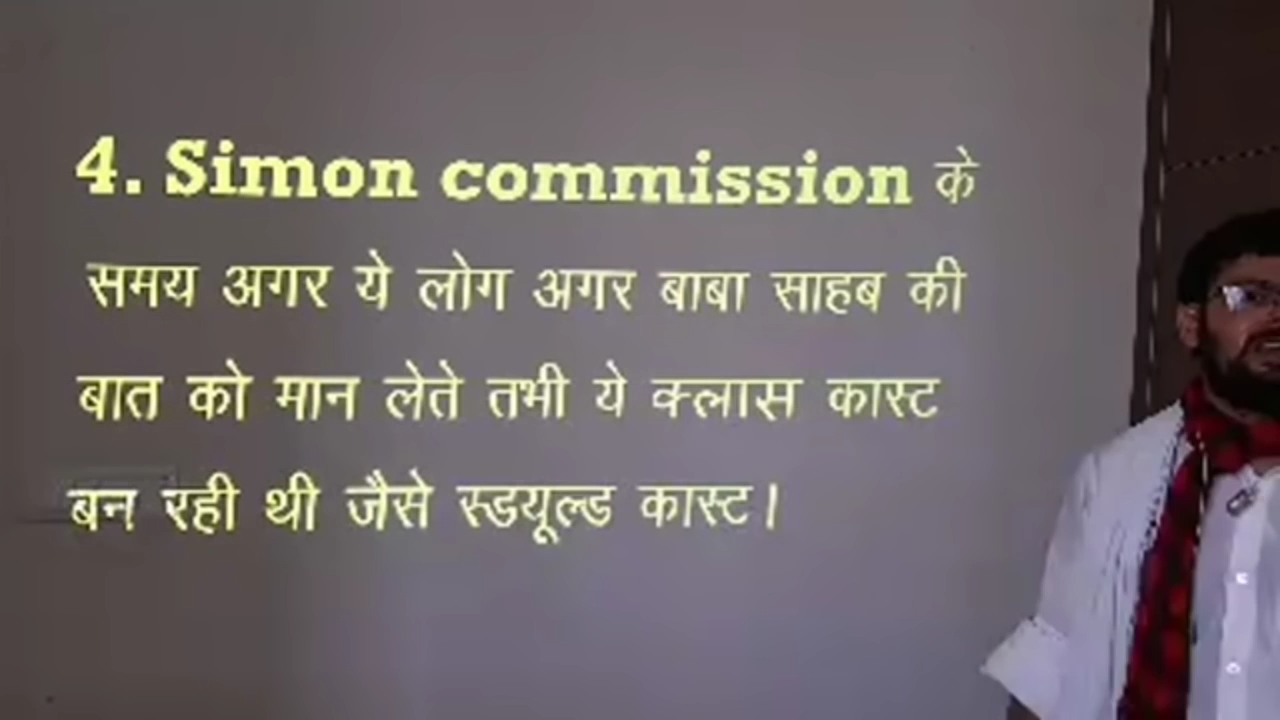 4. Simon commission के
समय अगर ये लोग अगर बाबा साहब की
बात को मान लेते तभी ये क्लास कास्ट
बन रही थी जैसे स्डयूल्ड कास्ट।